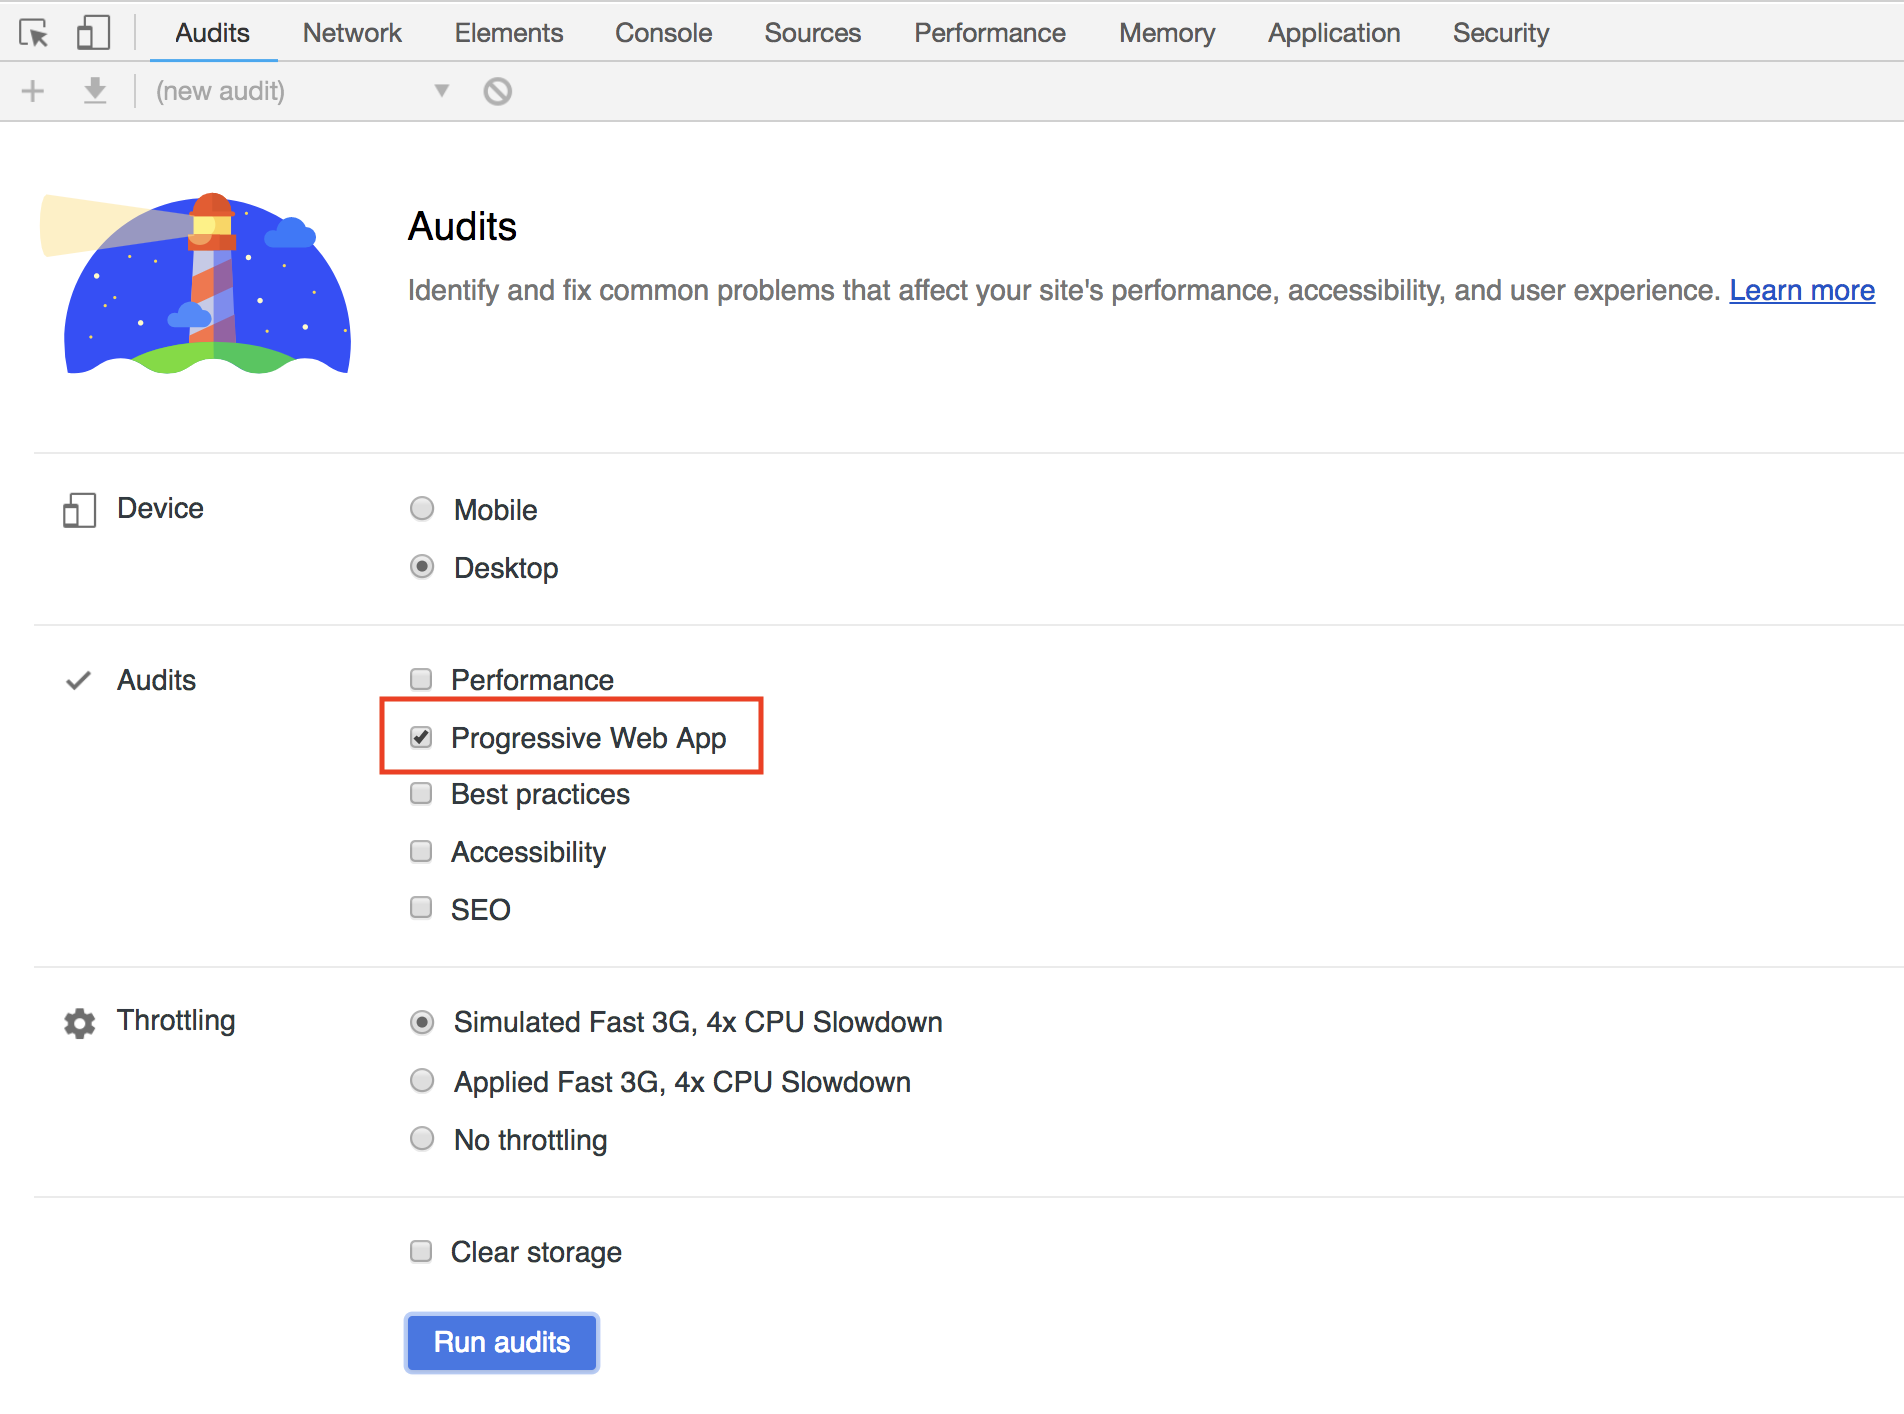 Audits Network Elements Console Sources Performance Memory Application Security
(new audit)
Audits
Identify and fix common problems that affect your site's performance, accessibility, and user experience. Learn more
Device
Mobile
Desktop
Audits
Performance
Progressive Web App
Best practices
Accessibility
SEO
Throttling
Simulated Fast 3G, 4x CPU Slowdown
Applied Fast 3G, 4x CPU Slowdown
No throttling
Clear storage
Run audits